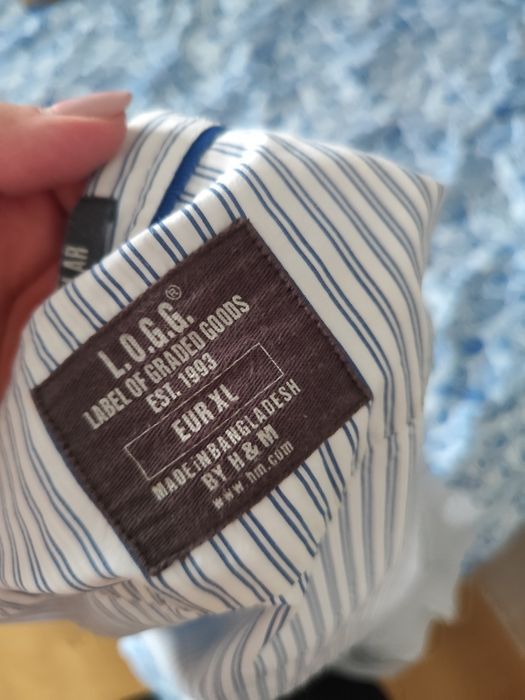 L.O.G.G.®
LABEL OF GRADED GOODS
EST. 1993
EUR XL
MADE IN BANGLADESH
BY H & M
www.hm.com